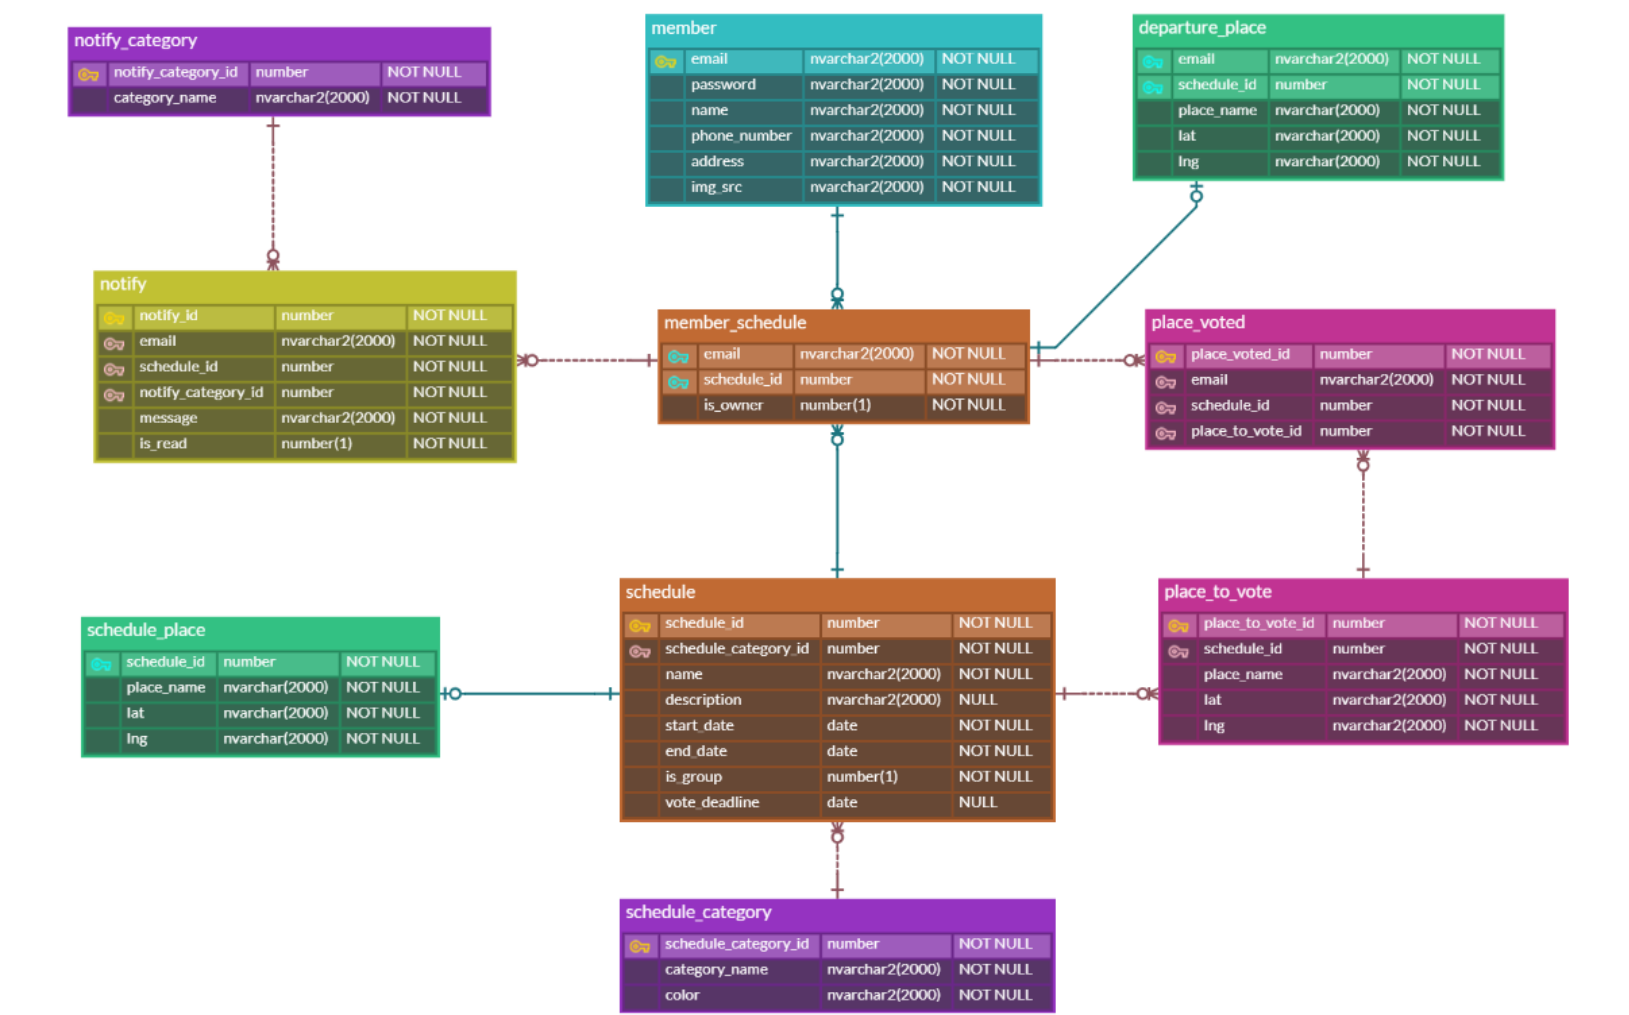 notify_category
notify_category_id number NOT NULL
category_name nvarchar2(2000) NOT NULL
member
email nvarchar2(2000) NOT NULL
password nvarchar2(2000) NOT NULL
name nvarchar2(2000) NOT NULL
phone_number nvarchar2(2000) NOT NULL
address nvarchar2(2000) NOT NULL
img_src nvarchar2(2000) NOT NULL
departure_place
email nvarchar2(2000) NOT NULL
schedule_id number NOT NULL
place_name nvarchar(2000) NOT NULL
lat nvarchar(2000) NOT NULL
lng nvarchar(2000) NOT NULL
notify
notify_id number NOT NULL
email nvarchar2(2000) NOT NULL
schedule_id number NOT NULL
notify_category_id number NOT NULL
message nvarchar2(2000) NOT NULL
is_read number(1) NOT NULL
member_schedule
email nvarchar2(2000) NOT NULL
schedule_id number NOT NULL
is_owner number(1) NOT NULL
place_voted
place_voted_id number NOT NULL
email nvarchar2(2000) NOT NULL
schedule_id number NOT NULL
place_to_vote_id number NOT NULL
schedule_place
schedule_id number NOT NULL
place_name nvarchar(2000) NOT NULL
lat nvarchar(2000) NOT NULL
lng nvarchar(2000) NOT NULL
schedule
schedule_id number NOT NULL
schedule_category_id number NOT NULL
name nvarchar2(2000) NOT NULL
description nvarchar2(2000) NULL
start_date date NOT NULL
end_date date NOT NULL
is_group number(1) NOT NULL
vote_deadline date NULL
place_to_vote
place_to_vote_id number NOT NULL
schedule_id number NOT NULL
place_name nvarchar2(2000) NOT NULL
lat nvarchar2(2000) NOT NULL
lng nvarchar2(2000) NOT NULL
schedule_category
schedule_category_id number NOT NULL
category_name nvarchar2(2000) NOT NULL
color nvarchar2(2000) NOT NULL